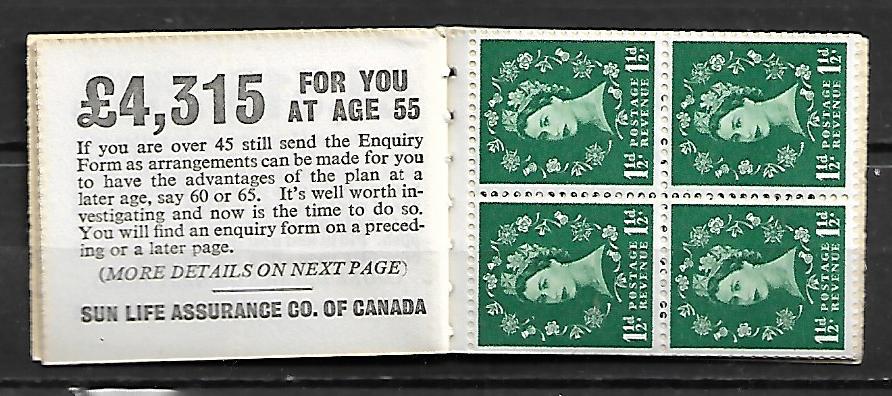 £4,315 FOR YOU
AT AGE 55
If you are over 45 still send the Enquiry
Form as arrangements can be made for you
to have the advantages of the plan at a
later age, say 60 or 65. It's well worth in-
vestigating and now is the time to do so.
You will find an enquiry form on a preced-
ing or a later page.
(MORE DETAILS ON NEXT PAGE)
SUN LIFE ASSURANCE CO. OF CANADA
1½d POSTAGE
1½d REVENUE
1½d POSTAGE
1½d REVENUE
1½d POSTAGE
1½d REVENUE
1½d POSTAGE
1½d REVENUE